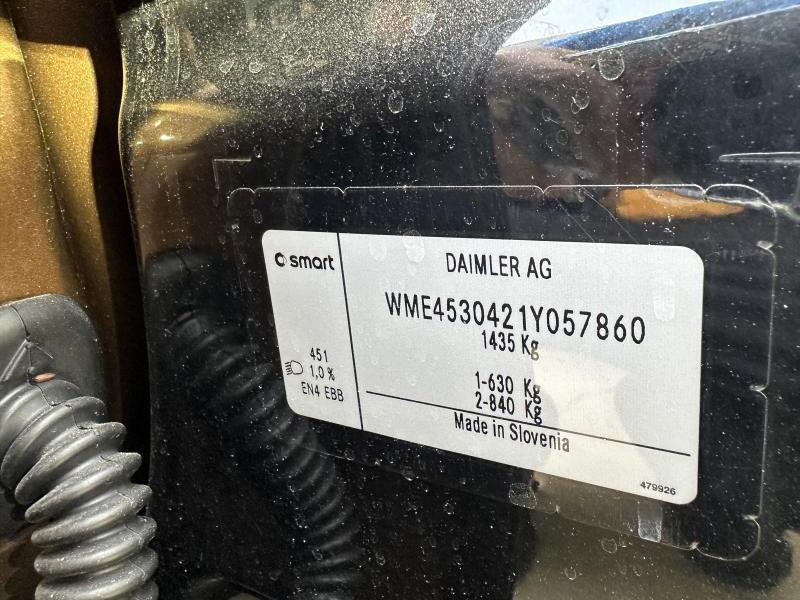 smart
451
1,0 %
EN4 EBB
DAIMLER AG
WME4530421Y057860
1435 Kg
1-630 Kg
2-840 Kg
Made in Slovenia
479926